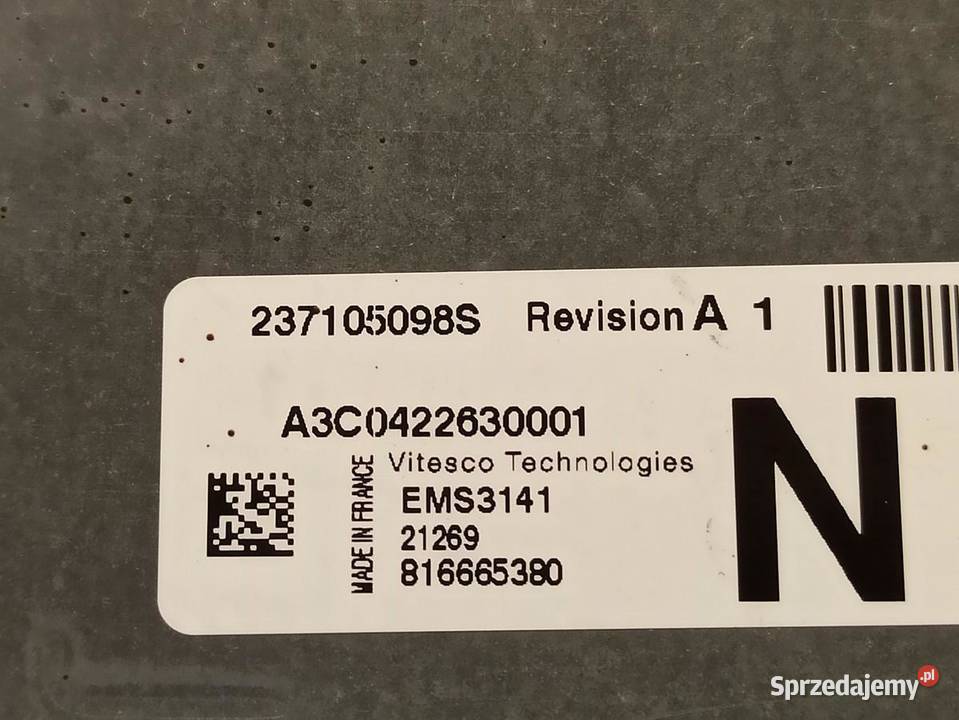 237105098S Revision A 1
A3C0422630001
Vitesco Technologies
MADE IN FRANCE
EMS3141
21269
816665380
N
Sprzedajemy.pl